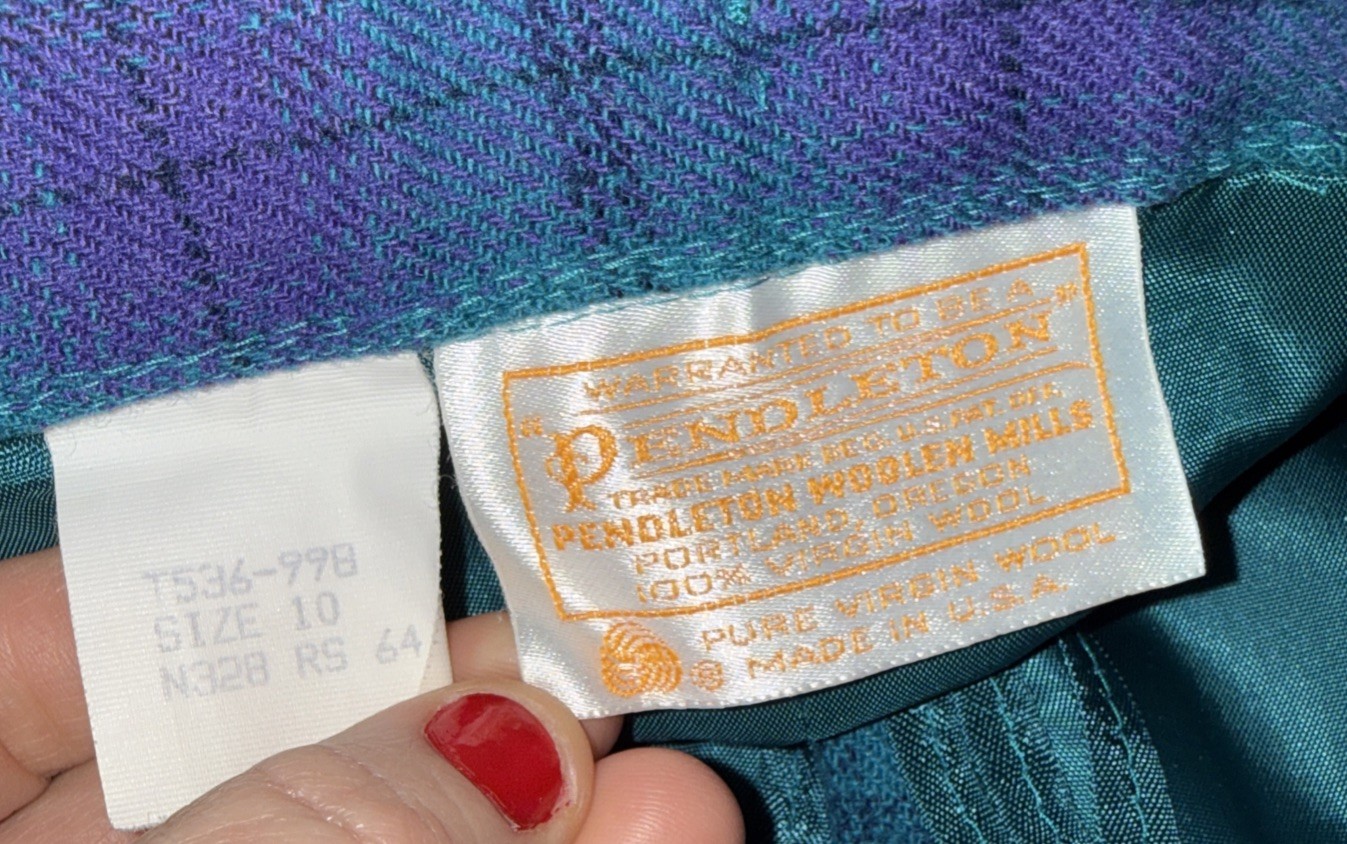 T536-998
SIZE 10
N328 RS 64
WARRANTED TO BE A
"PENDLETON"
TRADE MARK REG. U.S. PAT. OFF.
PENDLETON WOOLEN MILLS
PORTLAND, OREGON
100% VIRGIN WOOL
PURE VIRGIN WOOL
® MADE IN U.S.A.